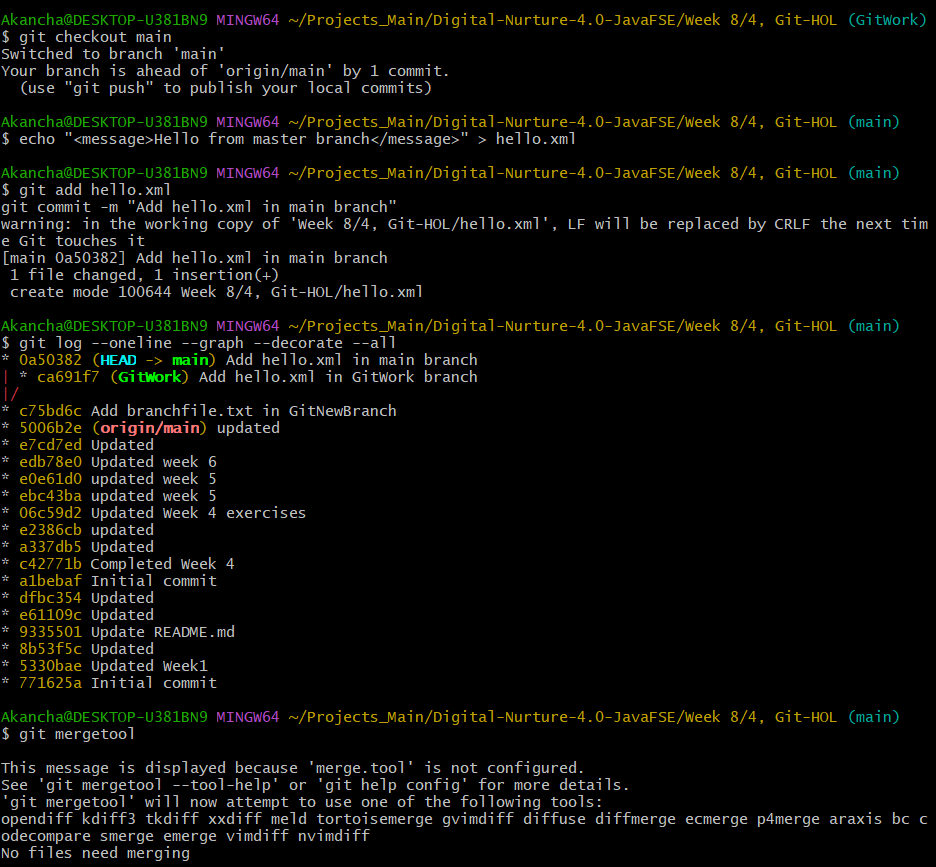 Akancha@DESKTOP-U381BN9 MINGW64 ~/Projects_Main/Digital-Nurture-4.0-JavaFSE/Week 8/4, Git-HOL (GitWork)
$ git checkout main
Switched to branch 'main'
Your branch is ahead of 'origin/main' by 1 commit.
  (use "git push" to publish your local commits)

Akancha@DESKTOP-U381BN9 MINGW64 ~/Projects_Main/Digital-Nurture-4.0-JavaFSE/Week 8/4, Git-HOL (main)
$ echo "<message>Hello from master branch</message>" > hello.xml

Akancha@DESKTOP-U381BN9 MINGW64 ~/Projects_Main/Digital-Nurture-4.0-JavaFSE/Week 8/4, Git-HOL (main)
$ git add hello.xml
git commit -m "Add hello.xml in main branch"
warning: in the working copy of 'Week 8/4, Git-HOL/hello.xml', LF will be replaced by CRLF the next tim
e Git touches it
[main 0a50382] Add hello.xml in main branch
 1 file changed, 1 insertion(+)
 create mode 100644 Week 8/4, Git-HOL/hello.xml

Akancha@DESKTOP-U381BN9 MINGW64 ~/Projects_Main/Digital-Nurture-4.0-JavaFSE/Week 8/4, Git-HOL (main)
$ git log --oneline --graph --decorate --all
* 0a50382 (HEAD -> main) Add hello.xml in main branch
| * ca691f7 (GitWork) Add hello.xml in GitWork branch
|/
* c75bd6c Add branchfile.txt in GitNewBranch
* 5006b2e (origin/main) updated
* e7cd7ed Updated
* edb78e0 Updated week 6
* e0e61d0 updated week 5
* ebc43ba updated week 5
* 06c59d2 Updated Week 4 exercises
* e2386cb updated
* a337db5 Updated
* c42771b Completed Week 4
* a1bebaf Initial commit
* dfbc354 Updated
* e61109c Updated
* 9335501 Update README.md
* 8b53f5c Updated
* 5330bae Updated Week1
* 771625a Initial commit

Akancha@DESKTOP-U381BN9 MINGW64 ~/Projects_Main/Digital-Nurture-4.0-JavaFSE/Week 8/4, Git-HOL (main)
$ git mergetool

This message is displayed because 'merge.tool' is not configured.
See 'git mergetool --tool-help' or 'git help config' for more details.
'git mergetool' will now attempt to use one of the following tools:
opendiff kdiff3 tkdiff xxdiff meld tortoisemerge gvimdiff diffuse diffmerge ecmerge p4merge araxis bc c
odecompare smerge emerge vimdiff nvimdiff
No files need merging